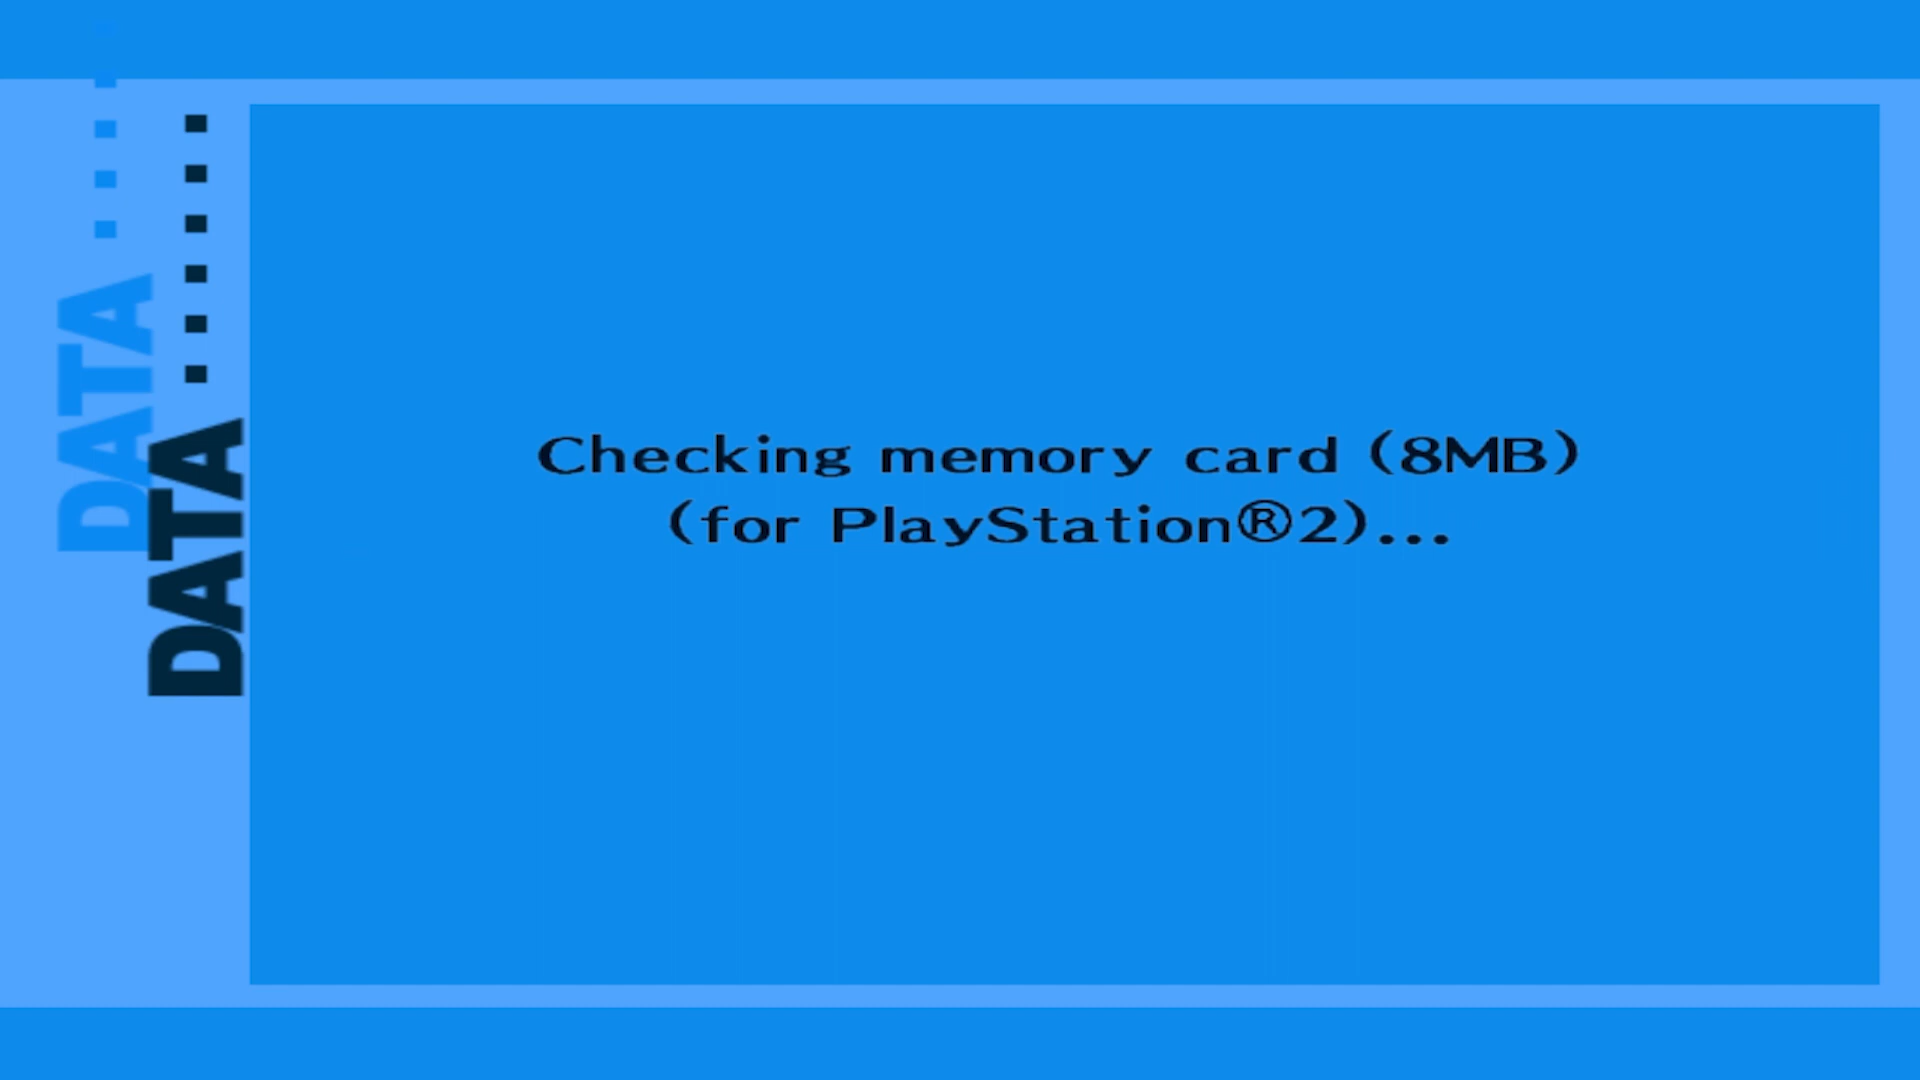 DATA ......
DATA ....
Checking memory card (8MB)
(for PlayStation®2)...